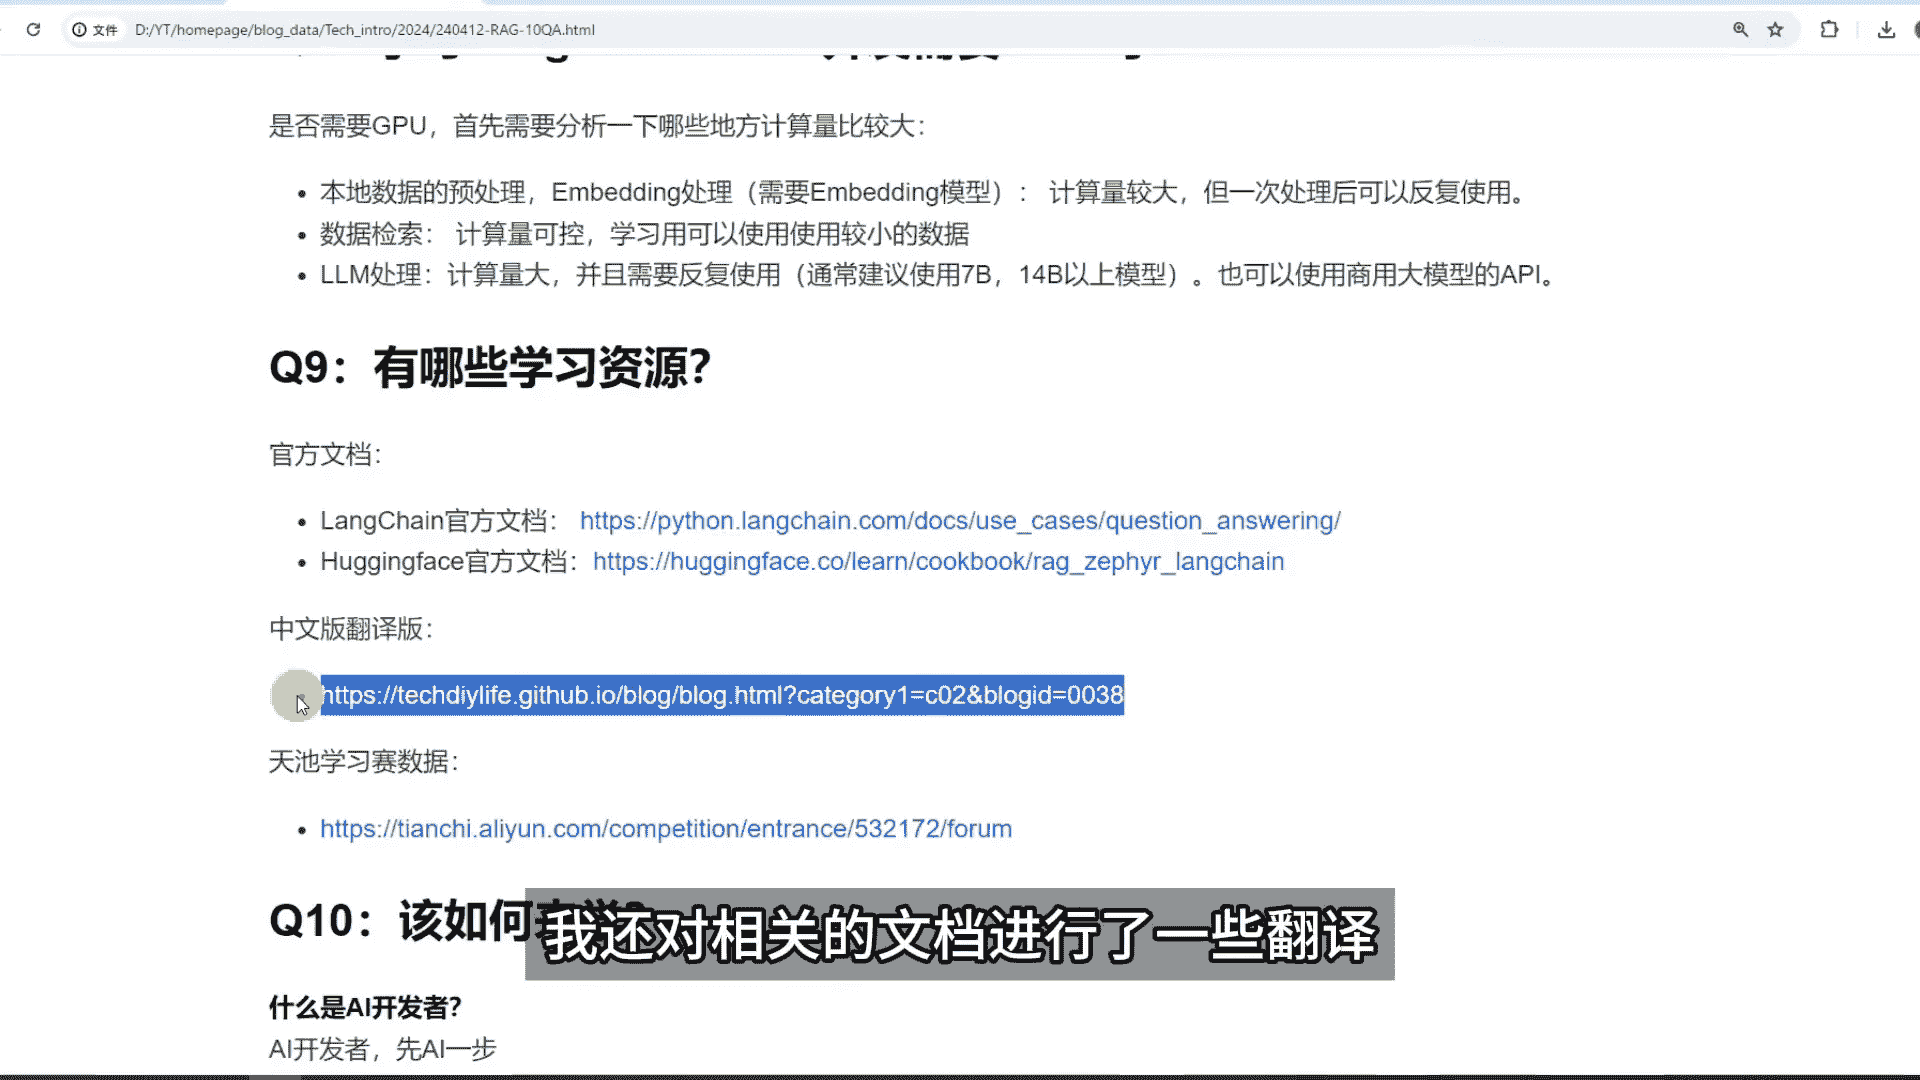 文件
D:/YT/homepage/blog_data/Tech_intro/2024/240412-RAG-10QA.html
是否需要GPU，首先需要分析一下哪些地方计算量比较大：
• 本地数据的预处理，Embedding处理（需要Embedding模型）： 计算量较大，但一次处理后可以反复使用。
• 数据检索： 计算量可控，学习用可以使用使用较小的数据
• LLM处理：计算量大，并且需要反复使用（通常建议使用7B，14B以上模型）。也可以使用商用大模型的API。
Q9：有哪些学习资源？
官方文档：
• LangChain官方文档： https://python.langchain.com/docs/use_cases/question_answering/
• Huggingface官方文档：https://huggingface.co/learn/cookbook/rag_zephyr_langchain
中文版翻译版：
https://techdiylife.github.io/blog/blog.html?category1=c02&blogid=0038
天池学习赛数据：
• https://tianchi.aliyun.com/competition/entrance/532172/forum
Q10：该如何
我还对相关的文档进行了一些翻译
什么是AI开发者？
AI开发者，先AI一步